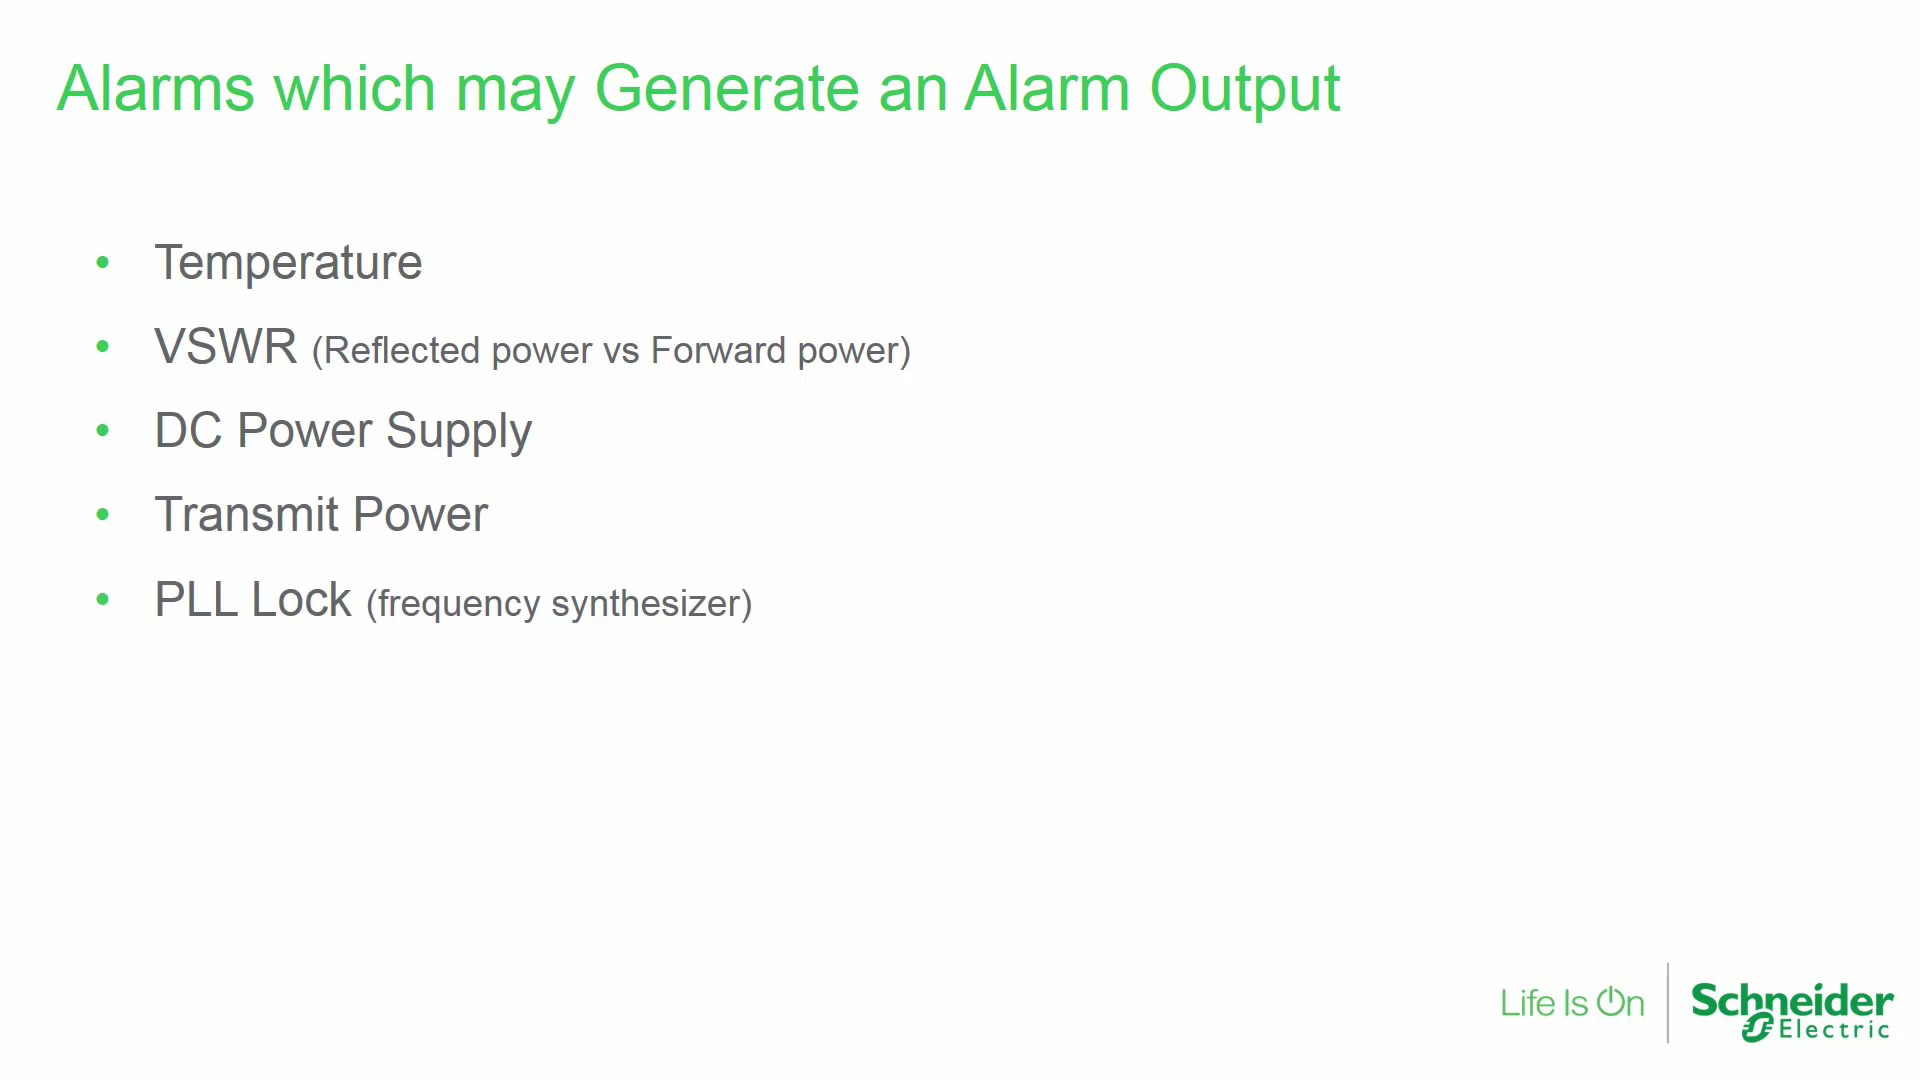 Alarms which may Generate an Alarm Output
• Temperature
• VSWR (Reflected power vs Forward power)
• DC Power Supply
• Transmit Power
• PLL Lock (frequency synthesizer)
Life Is On
Schneider
Electric